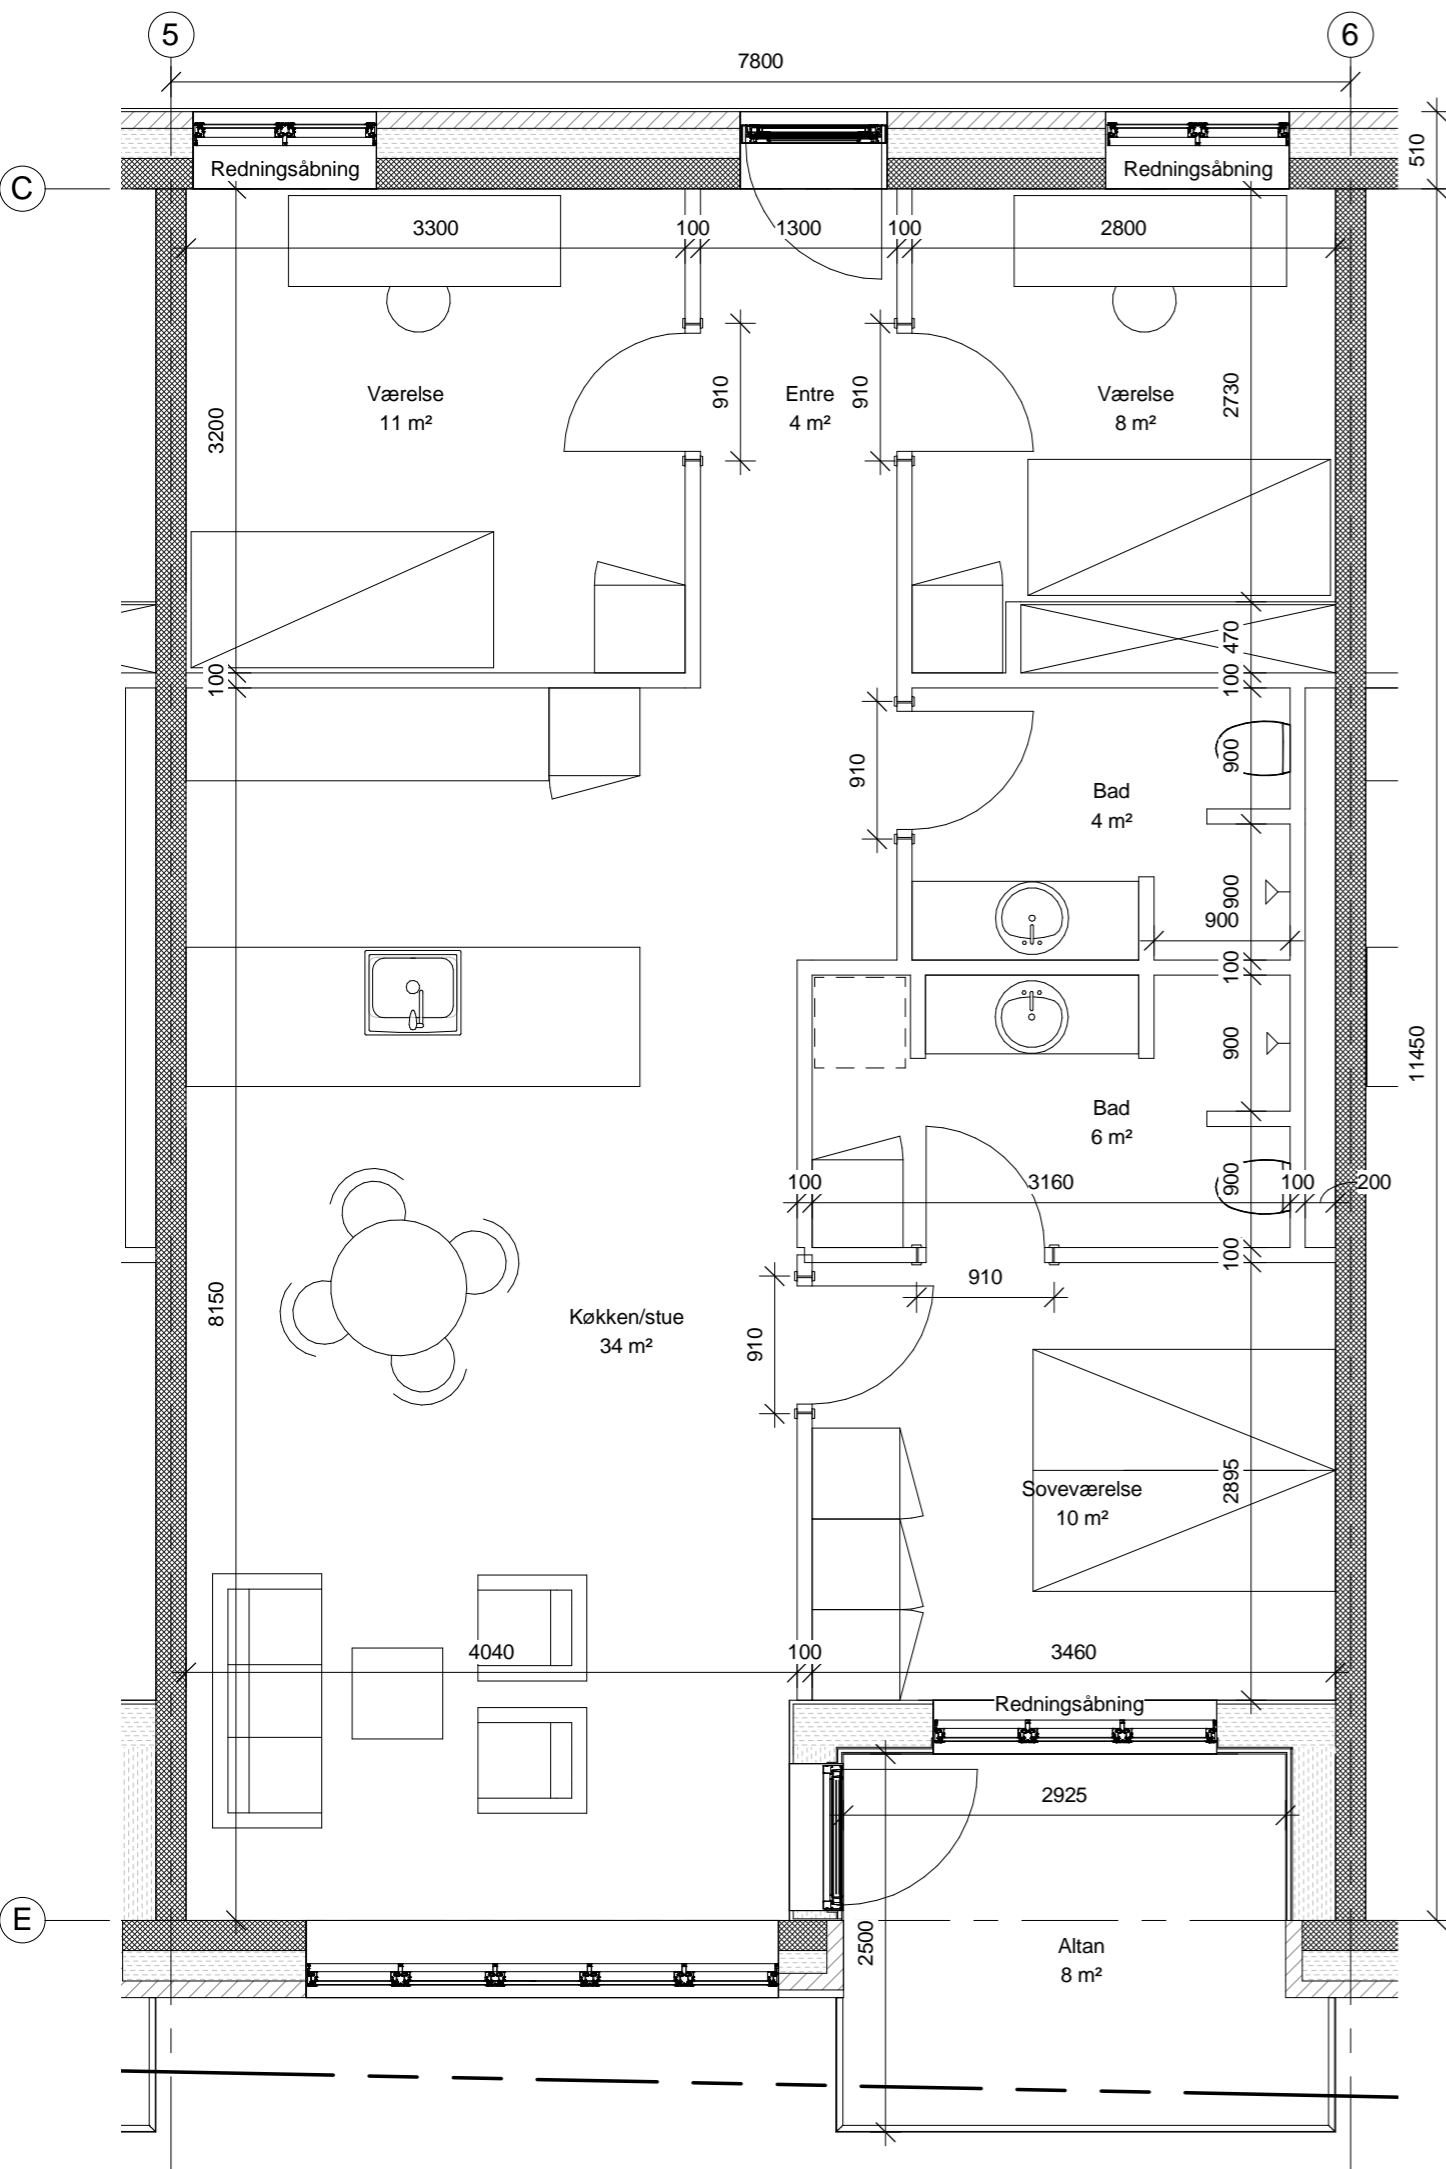 5
6
7800
510
Redningsåbning
Redningsåbning
C
3300
100
1300
100
2800
910
910
3200
2730
Værelse
11 m²
Entre
4 m²
Værelse
8 m²
470
100
100
900
910
Bad
4 m²
900
900
100
900
11450
Bad
6 m²
900
100
3160
100
200
100
910
8150
910
Køkken/stue
34 m²
2895
Soveværelse
10 m²
4040
100
3460
Redningsåbning
2925
E
2500
Altan
8 m²